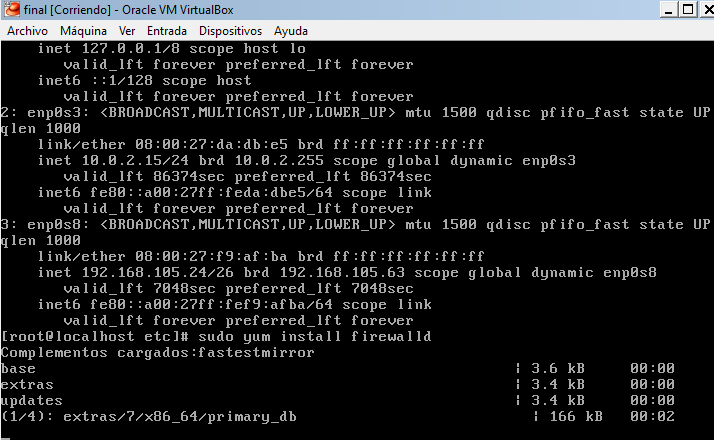 final [Corriendo] - Oracle VM VirtualBox
Archivo Máquina Ver Entrada Dispositivos Ayuda
inet 127.0.0.1/8 scope host lo
valid_lft forever preferred_lft forever
inet6 ::1/128 scope host
valid_lft forever preferred_lft forever
2: enp0s3: <BROADCAST,MULTICAST,UP,LOWER_UP> mtu 1500 qdisc pfifo_fast state UP
qlen 1000
link/ether 08:00:27:da:db:e5 brd ff:ff:ff:ff:ff:ff
inet 10.0.2.15/24 brd 10.0.2.255 scope global dynamic enp0s3
valid_lft 86374sec preferred_lft 86374sec
inet6 fe80::a00:27ff:feda:dbe5/64 scope link
valid_lft forever preferred_lft forever
3: enp0s8: <BROADCAST,MULTICAST,UP,LOWER_UP> mtu 1500 qdisc pfifo_fast state UP
qlen 1000
link/ether 08:00:27:f9:af:ba brd ff:ff:ff:ff:ff:ff
inet 192.168.105.24/26 brd 192.168.105.63 scope global dynamic enp0s8
valid_lft 7048sec preferred_lft 7048sec
inet6 fe80::a00:27ff:fef9:afba/64 scope link
valid_lft forever preferred_lft forever
[root@localhost etc]# sudo yum install firewalld
Complementos cargados:fastestmirror
base | 3.6 kB 00:00
extras | 3.4 kB 00:00
updates | 3.4 kB 00:00
(1/4): extras/7/x86_64/primary_db | 166 kB 00:02